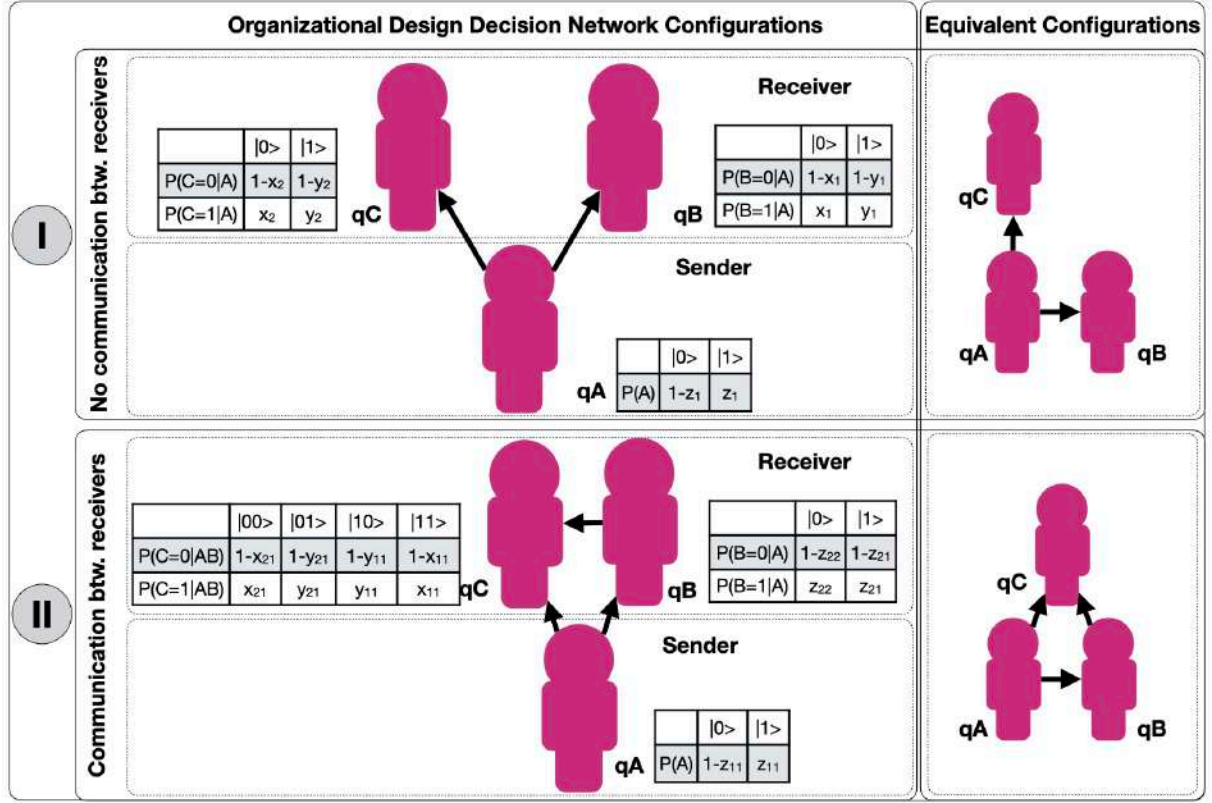 Organizational Design Decision Network Configurations
Equivalent Configurations
I
No communication btw. receivers
Receiver
|0> |1>
P(C=0|A) 1-x₂ 1-y₂
P(C=1|A) x₂ y₂
qC
|0> |1>
P(B=0|A) 1-x₁ 1-y₁
P(B=1|A) x₁ y₁
qB
Sender
|0> |1>
P(A) 1-z₁ z₁
qA
qC
qA
qB
II
Communication btw. receivers
Receiver
|00> |01> |10> |11>
P(C=0|AB) 1-x₂₁ 1-y₂₁ 1-y₁₁ 1-x₁₁
P(C=1|AB) x₂₁ y₂₁ y₁₁ x₁₁
qC
|0> |1>
P(B=0|A) 1-z₂₂ 1-z₂₁
P(B=1|A) z₂₂ z₂₁
qB
Sender
|0> |1>
P(A) 1-z₁₁ z₁₁
qA
qC
qA
qB